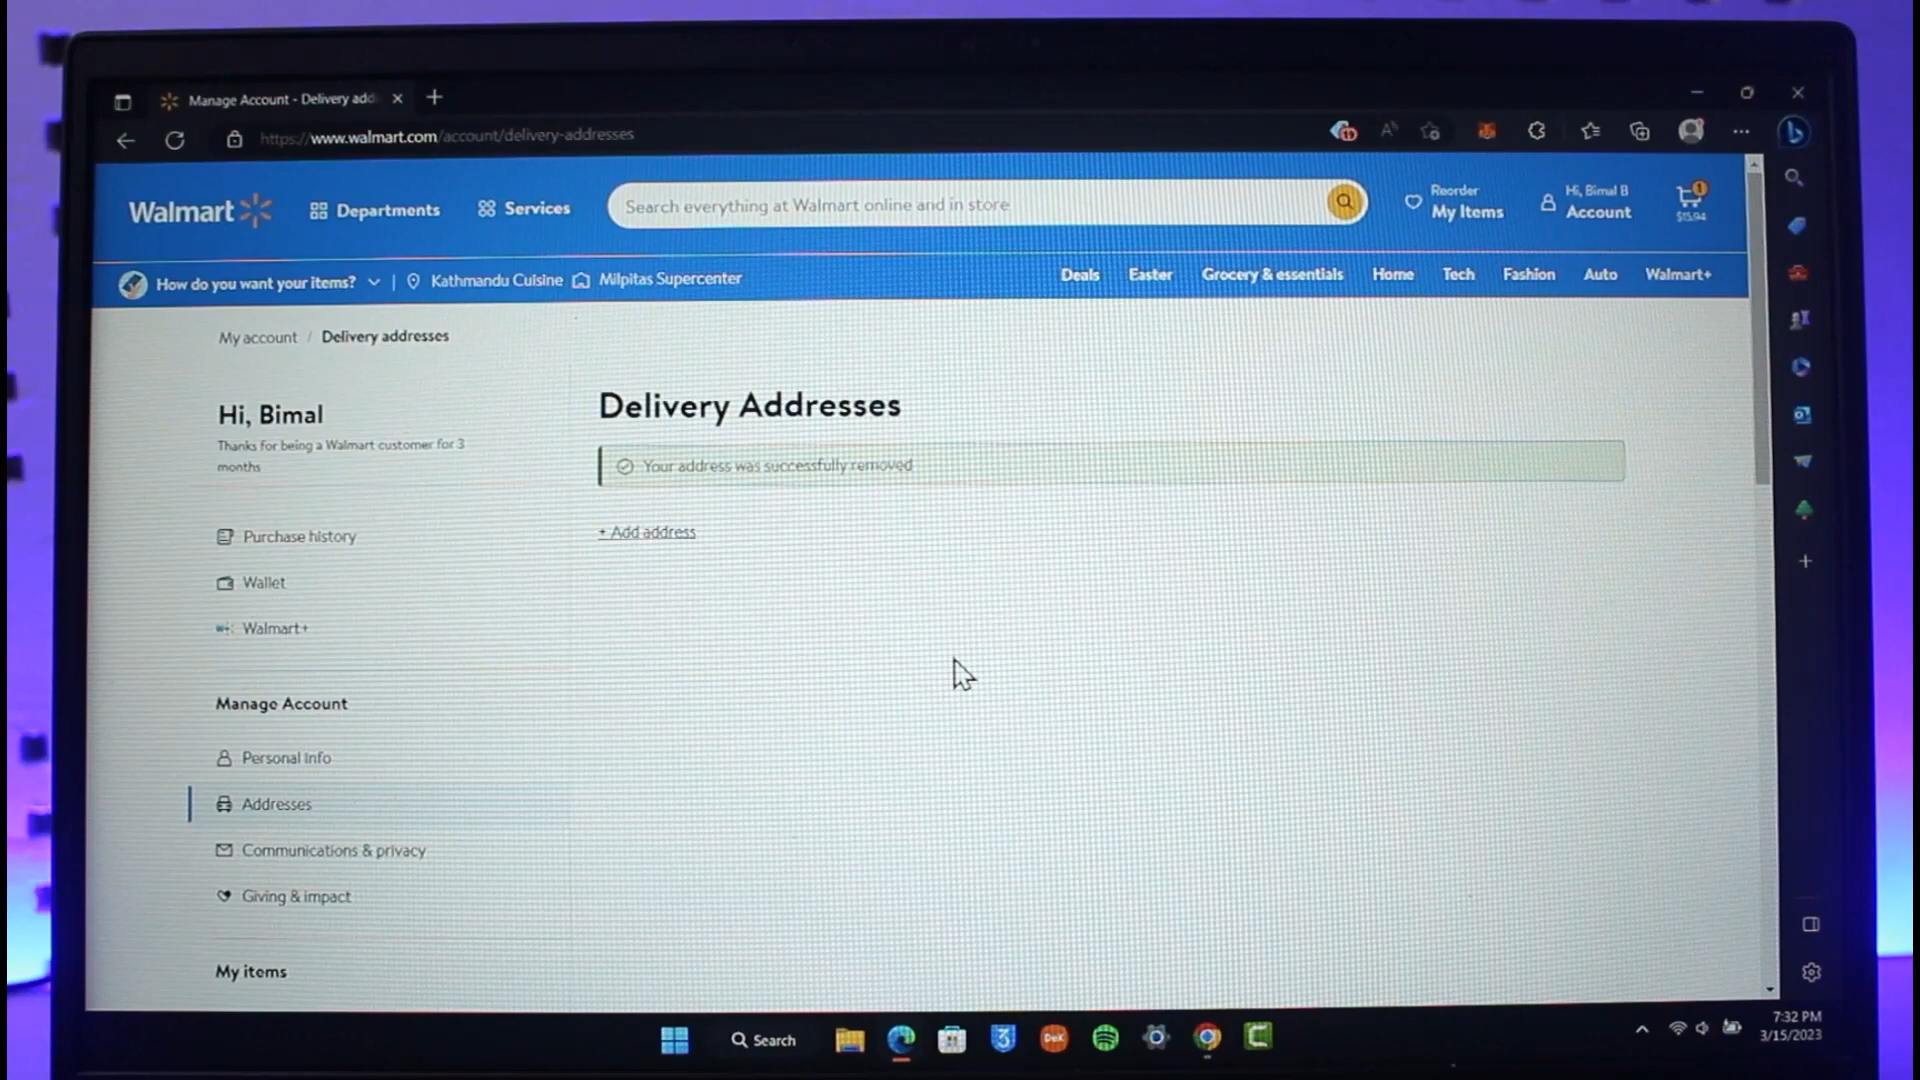 Manage Account - Delivery add
https://www.walmart.com/account/delivery-addresses
11
Walmart
Departments
Services
Search everything at Walmart online and in store
Reorder
My Items
Hi, Bimal B
Account
1
$15.94
How do you want your items?
Kathmandu Cuisine
Milpitas Supercenter
Deals
Easter
Grocery & essentials
Home
Tech
Fashion
Auto
Walmart+
My account / Delivery addresses
Hi, Bimal
Thanks for being a Walmart customer for 3
months
Purchase history
Wallet
Walmart+
Manage Account
Personal info
Addresses
Communications & privacy
Giving & impact
My items
Delivery Addresses
Your address was successfully removed
+ Add address
Search
7:32 PM
3/15/2023